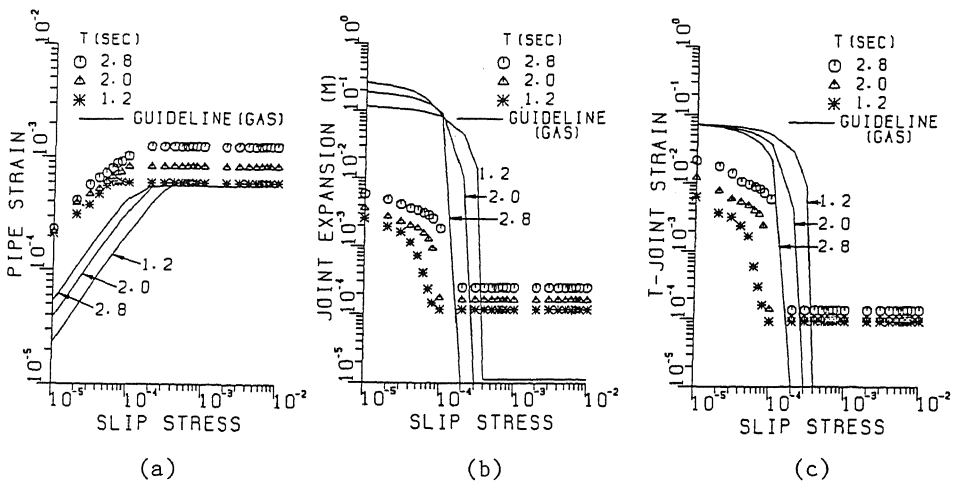 T (SEC)
2.8
2.0
1.2
GUIDELINE (GAS)
PIPE STRAIN
10⁻²
10⁻³
10⁻⁴
10⁻⁵
1.2
2.0
2.8
10⁻⁵ 10⁻⁴ 10⁻³ 10⁻²
SLIP STRESS
(a)
T (SEC)
2.8
2.0
1.2
GUIDELINE
(GAS)
JOINT EXPANSION (M)
10⁰
10⁻¹
10⁻²
10⁻³
10⁻⁴
10⁻⁵
1.2
2.0
2.8
10⁻⁵ 10⁻⁴ 10⁻³ 10⁻²
SLIP STRESS
(b)
T (SEC)
2.8
2.0
1.2
GUIDELINE
(GAS)
T-JOINT STRAIN
10⁰
10⁻¹
10⁻²
10⁻³
10⁻⁴
10⁻⁵
1.2
2.0
2.8
10⁻⁵ 10⁻⁴ 10⁻³ 10⁻²
SLIP STRESS
(c)